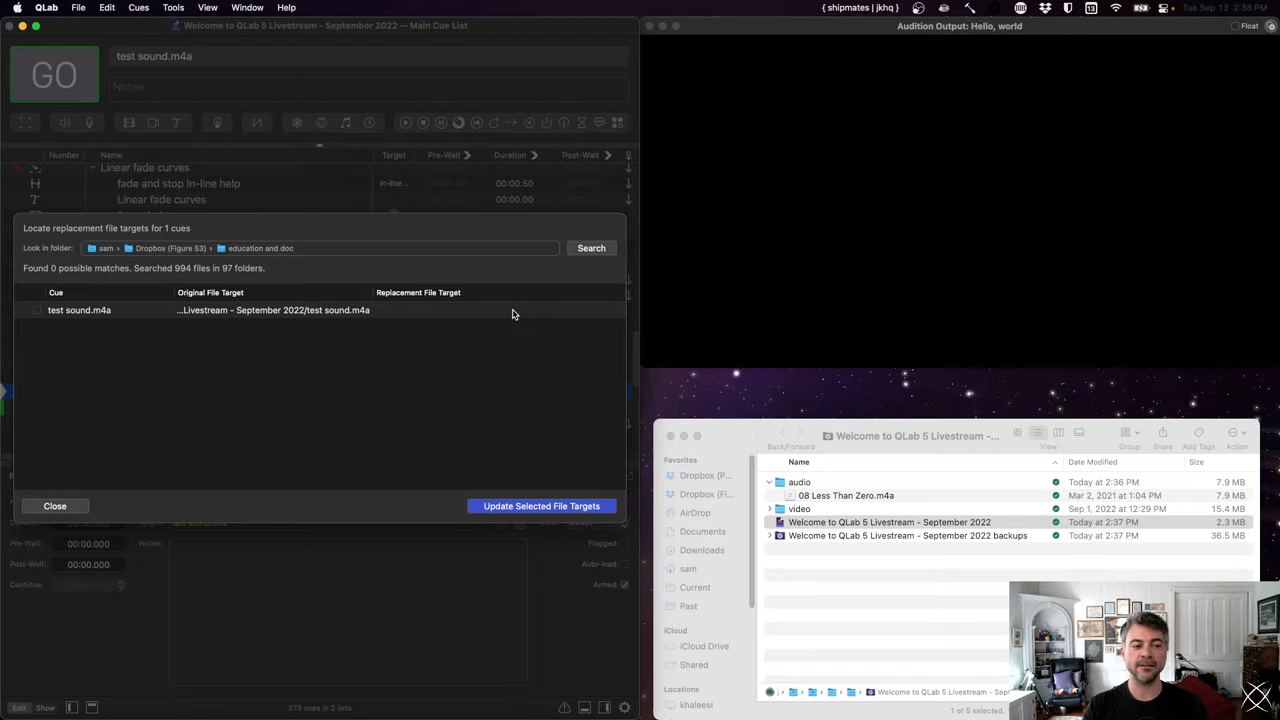 QLab File Edit Cues Tools View Window Help
{ shipmates | jkhq } 13 Tue Sep 13 2:38 PM
Welcome to QLab 5 Livestream - September 2022 — Main Cue List
Audition Output: Hello, world
Float
GO
test sound.m4a
Notes
Number Name Target Pre-Wait Duration Post-Wait
Linear fade curves
fade and stop In-line help In-line... 00:00.50
Linear fade curves 00:00.00
Locate replacement file targets for 1 cues
Look in folder: sam Dropbox (Figure 53) education and doc Search
Found 0 possible matches. Searched 994 files in 97 folders.
Cue Original File Target Replacement File Target
test sound.m4a ...Livestream - September 2022/test sound.m4a
Close
Update Selected File Targets
Pre-Wait: 00:00.000 Notes: Flagged:
Post-Wait: 00:00.000 Auto-load:
Continue: Armed:
Edit Show 273 cues in 2 lists
Welcome to QLab 5 Livestream -...
Back/Forward View Group Share Add Tags Action
Favorites
Dropbox (P...
Dropbox (Fi...
AirDrop
Documents
Downloads
sam
Current
Past
iCloud
iCloud Drive
Shared
Locations
khaleesi
Name Date Modified Size
audio Today at 2:36 PM 7.9 MB
08 Less Than Zero.m4a Mar 2, 2021 at 1:04 PM 7.9 MB
video Sep 1, 2022 at 12:29 PM 15.4 MB
Welcome to QLab 5 Livestream - September 2022 Today at 2:37 PM 2.3 MB
Welcome to QLab 5 Livestream - September 2022 backups Today at 2:37 PM 36.5 MB
Welcome to QLab 5 Livestream - Sept
1 of 5 selected,